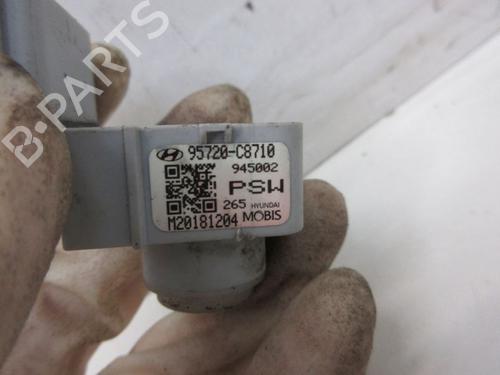 B-PARTS
95720-C8710
945002
PSW
265 HYUNDAI
M20181204 MOBIS